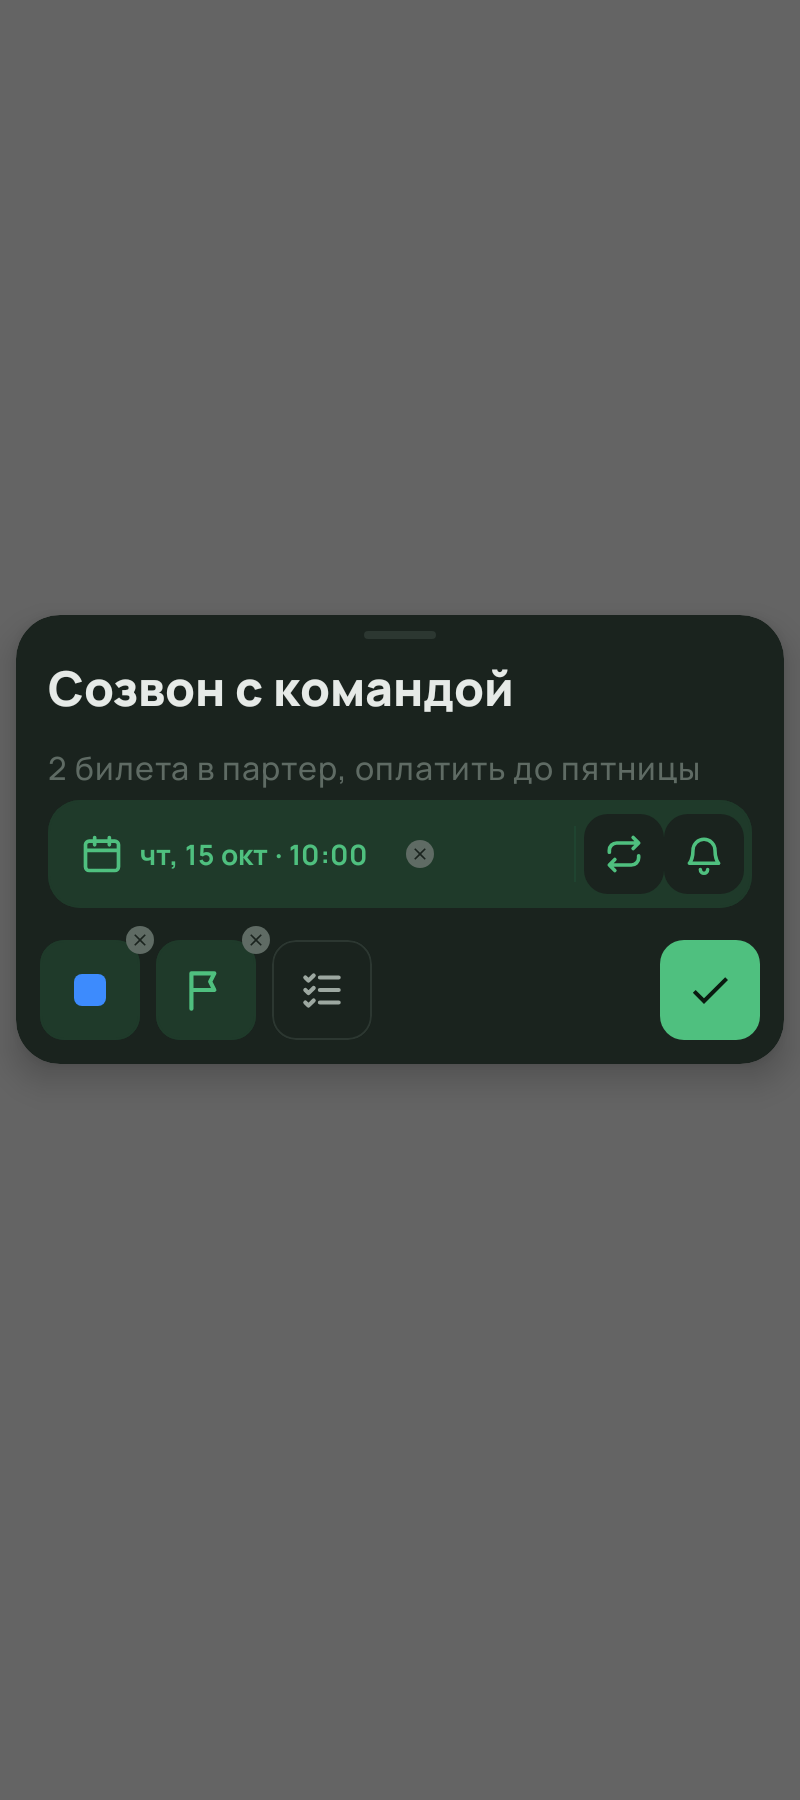 Созвон с командой
2 билета в партер, оплатить до пятницы
чт, 15 окт · 10:00